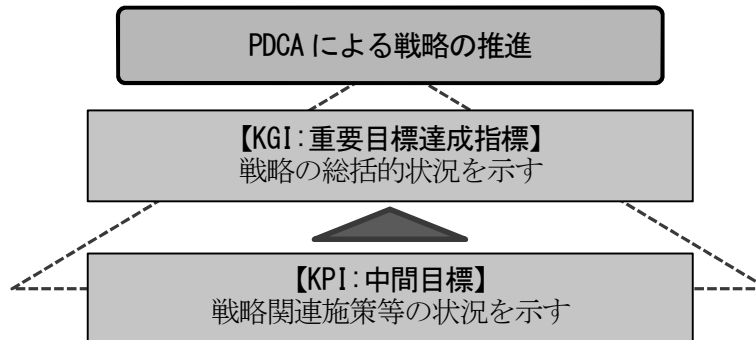 PDCAによる戦略の推進
【KGI:重要目標達成指標】
戦略の総括的状況を示す
【KPI:中間目標】
戦略関連施策等の状況を示す